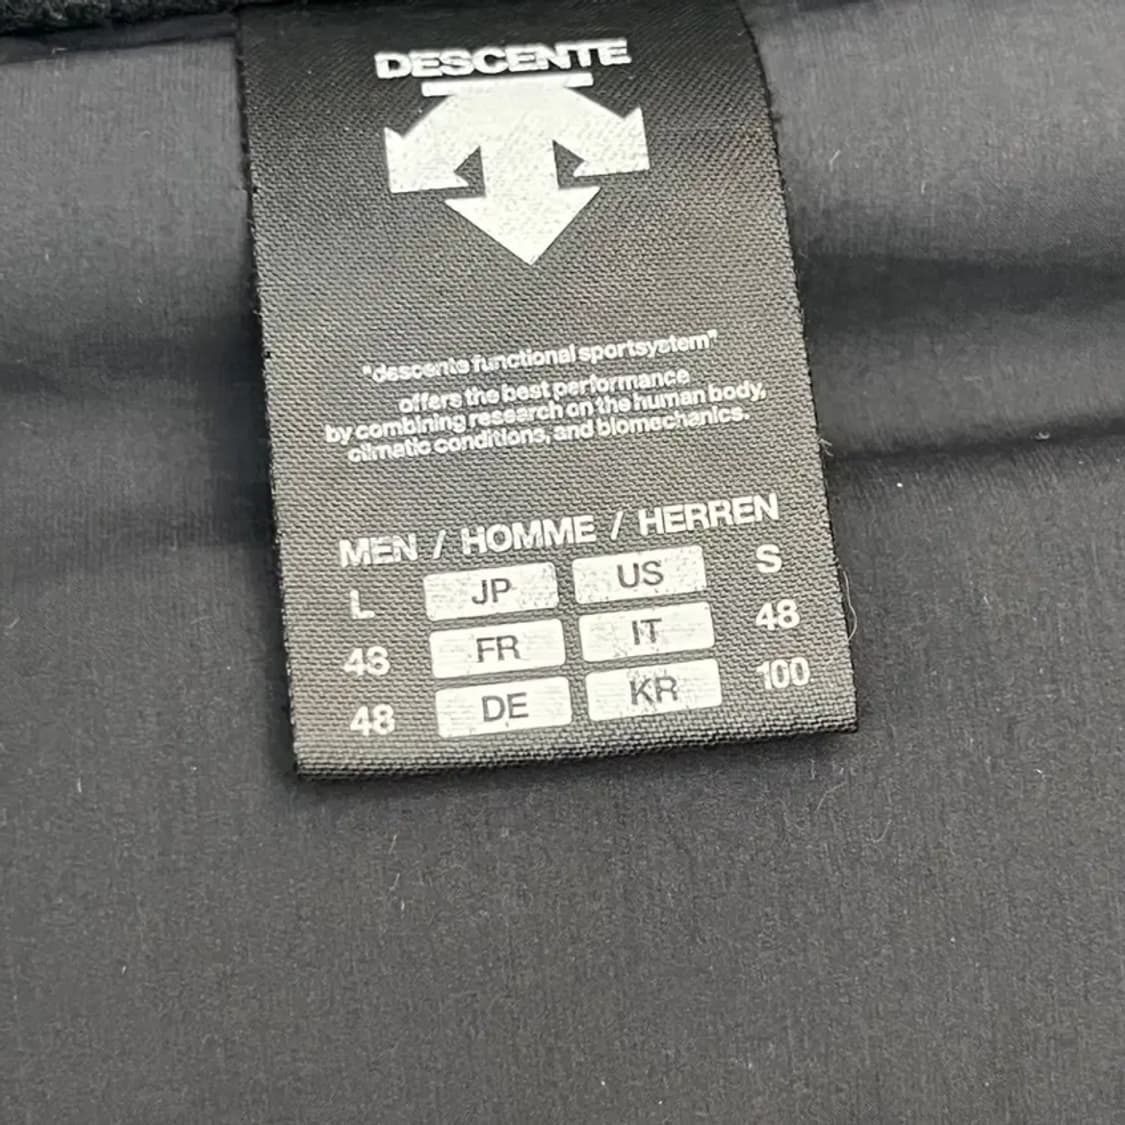 DESCENTE
"descente functional sportsystem"
offers the best performance
by combining research on the human body,
climatic conditions, and biomechanics.
MEN / HOMME / HERREN
L JP US S
48 FR IT 48
48 DE KR 100